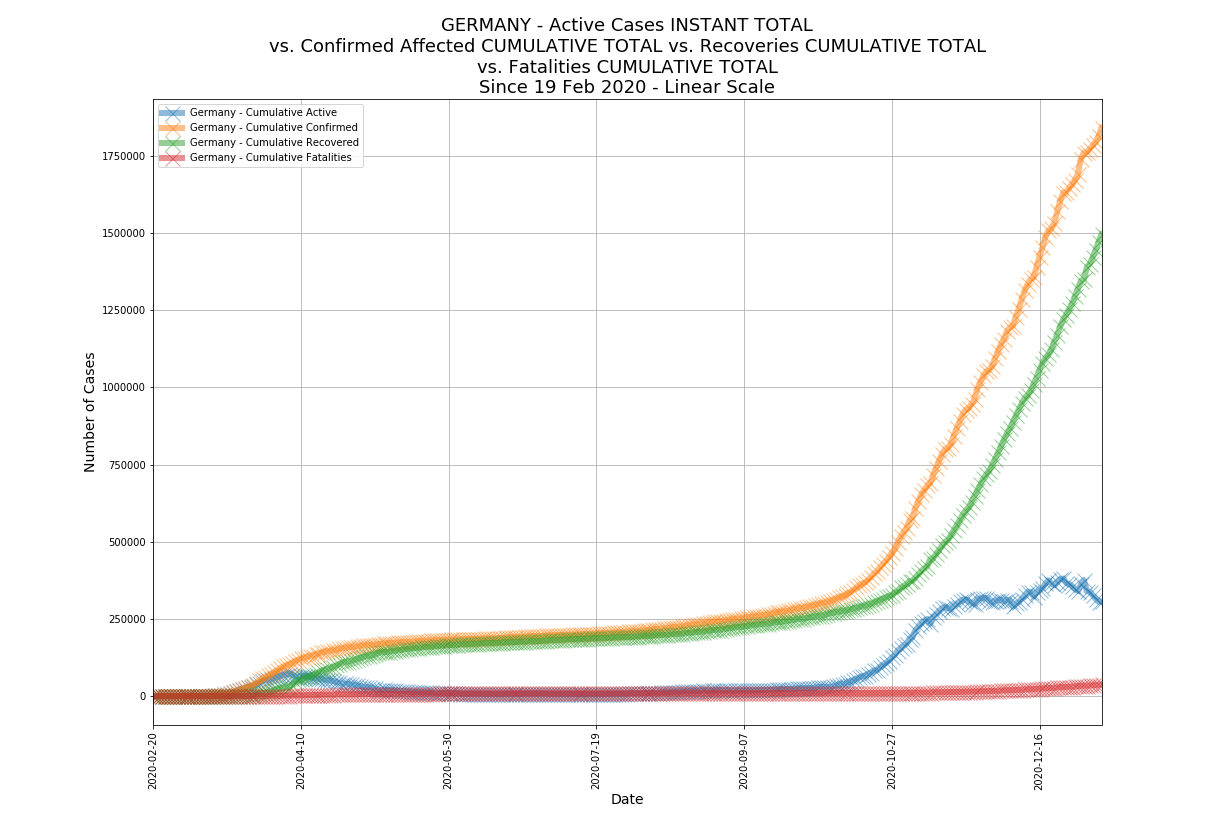 GERMANY - Active Cases INSTANT TOTAL
vs. Confirmed Affected CUMULATIVE TOTAL vs. Recoveries CUMULATIVE TOTAL
vs. Fatalities CUMULATIVE TOTAL
Since 19 Feb 2020 - Linear Scale
Germany - Cumulative Active
Germany - Cumulative Confirmed
Germany - Cumulative Recovered
Germany - Cumulative Fatalities
Number of Cases
1750000
1500000
1250000
1000000
750000
500000
250000
0
2020-02-20
2020-04-10
2020-05-30
2020-07-19
2020-09-07
2020-10-27
2020-12-16
Date